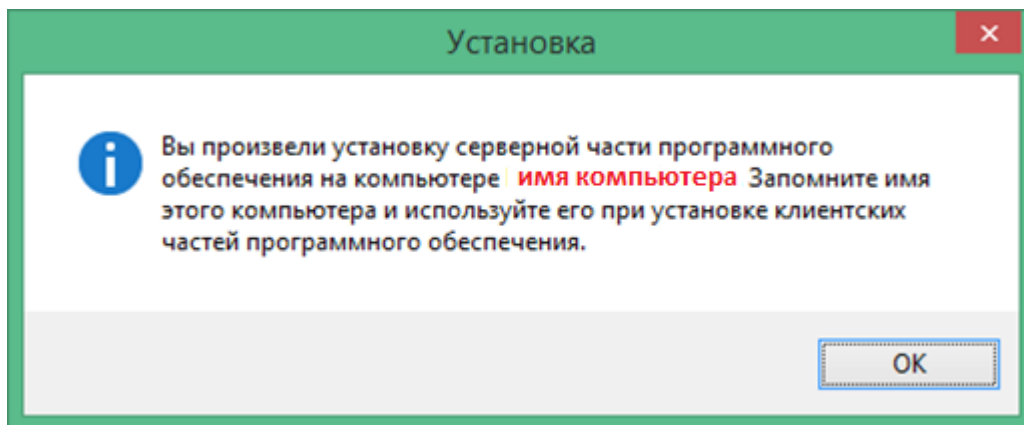 Установка
Вы произвели установку серверной части программного
обеспечения на компьютере имя компьютера Запомните имя
этого компьютера и используйте его при установке клиентских
частей программного обеспечения.
ОК